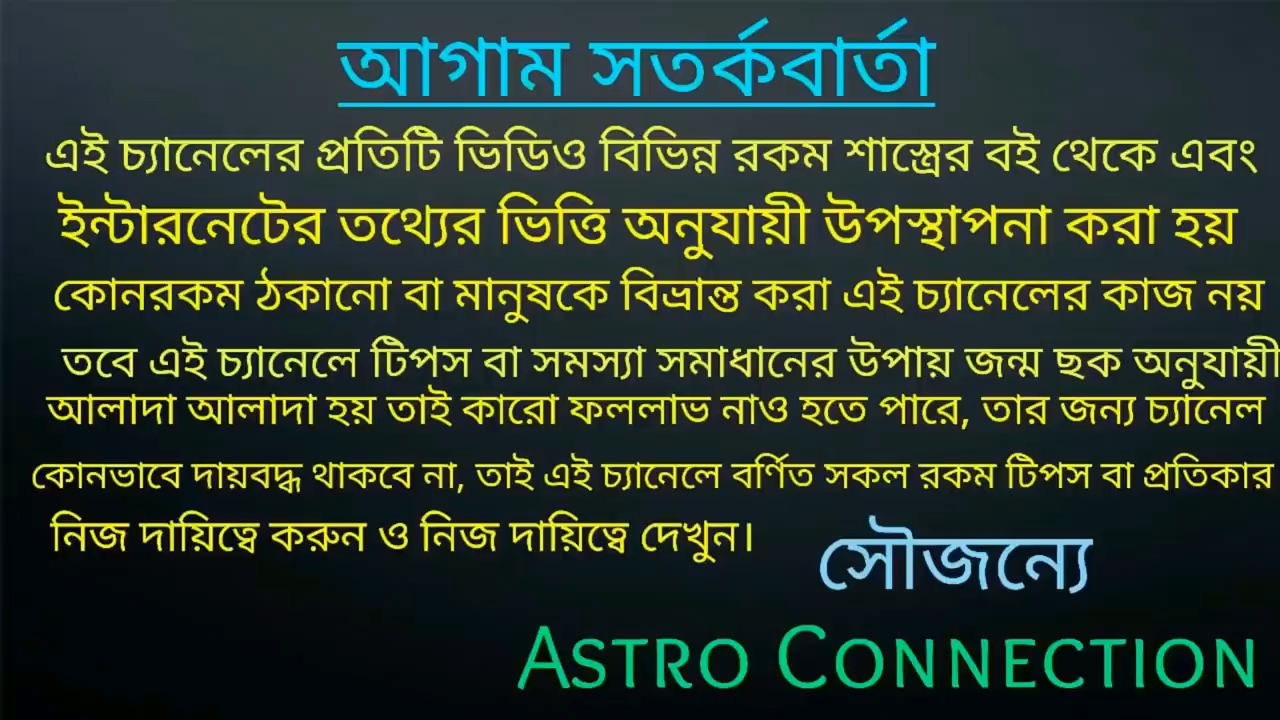 আগাম সতর্কবার্তা
এই চ্যানেলের প্রতিটি ভিডিও বিভিন্ন রকম শাস্ত্রের বই থেকে এবং
ইন্টারনেটের তথ্যের ভিত্তি অনুযায়ী উপস্থাপনা করা হয়
কোনরকম ঠকানো বা মানুষকে বিভ্রান্ত করা এই চ্যানেলের কাজ নয়
তবে এই চ্যানেলে টিপস বা সমস্যা সমাধানের উপায় জন্ম ছক অনুযায়ী
আলাদা আলাদা হয় তাই কারো ফললাভ নাও হতে পারে, তার জন্য চ্যানেল
কোনভাবে দায়বদ্ধ থাকবে না, তাই এই চ্যানেলে বর্ণিত সকল রকম টিপস বা প্রতিকার
নিজ দায়িত্বে করুন ও নিজ দায়িত্বে দেখুন।
সৌজন্যে
ASTRO CONNECTION